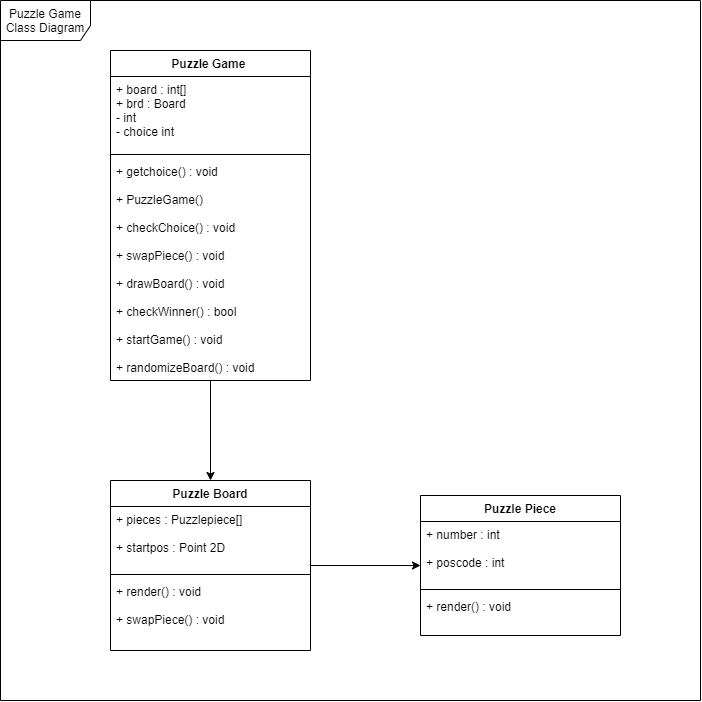 Puzzle Game
Class Diagram
Puzzle Game
+ board : int[]
+ brd : Board
- int
- choice int
+ getchoice() : void
+ PuzzleGame()
+ checkChoice() : void
+ swapPiece() : void
+ drawBoard() : void
+ checkWinner() : bool
+ startGame() : void
+ randomizeBoard() : void
Puzzle Board
+ pieces : Puzzlepiece[]
+ startpos : Point 2D
+ render() : void
+ swapPiece() : void
Puzzle Piece
+ number : int
+ poscode : int
+ render() : void